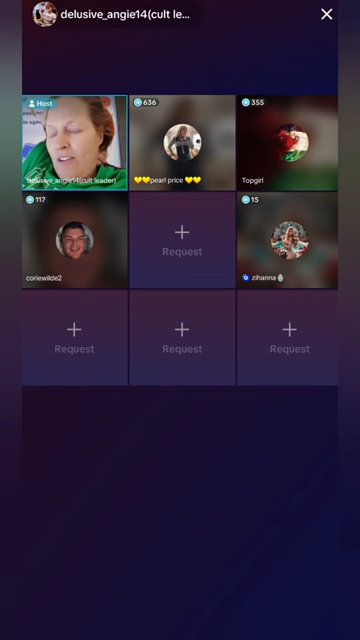 delusive_angie14(cult le...
Host
636
355
delusive_angie14(cult leader)
💛💛pearl price 💛💛
Topgirl
117
15
coriewilde2
Request
zihanna
Request
Request
Request